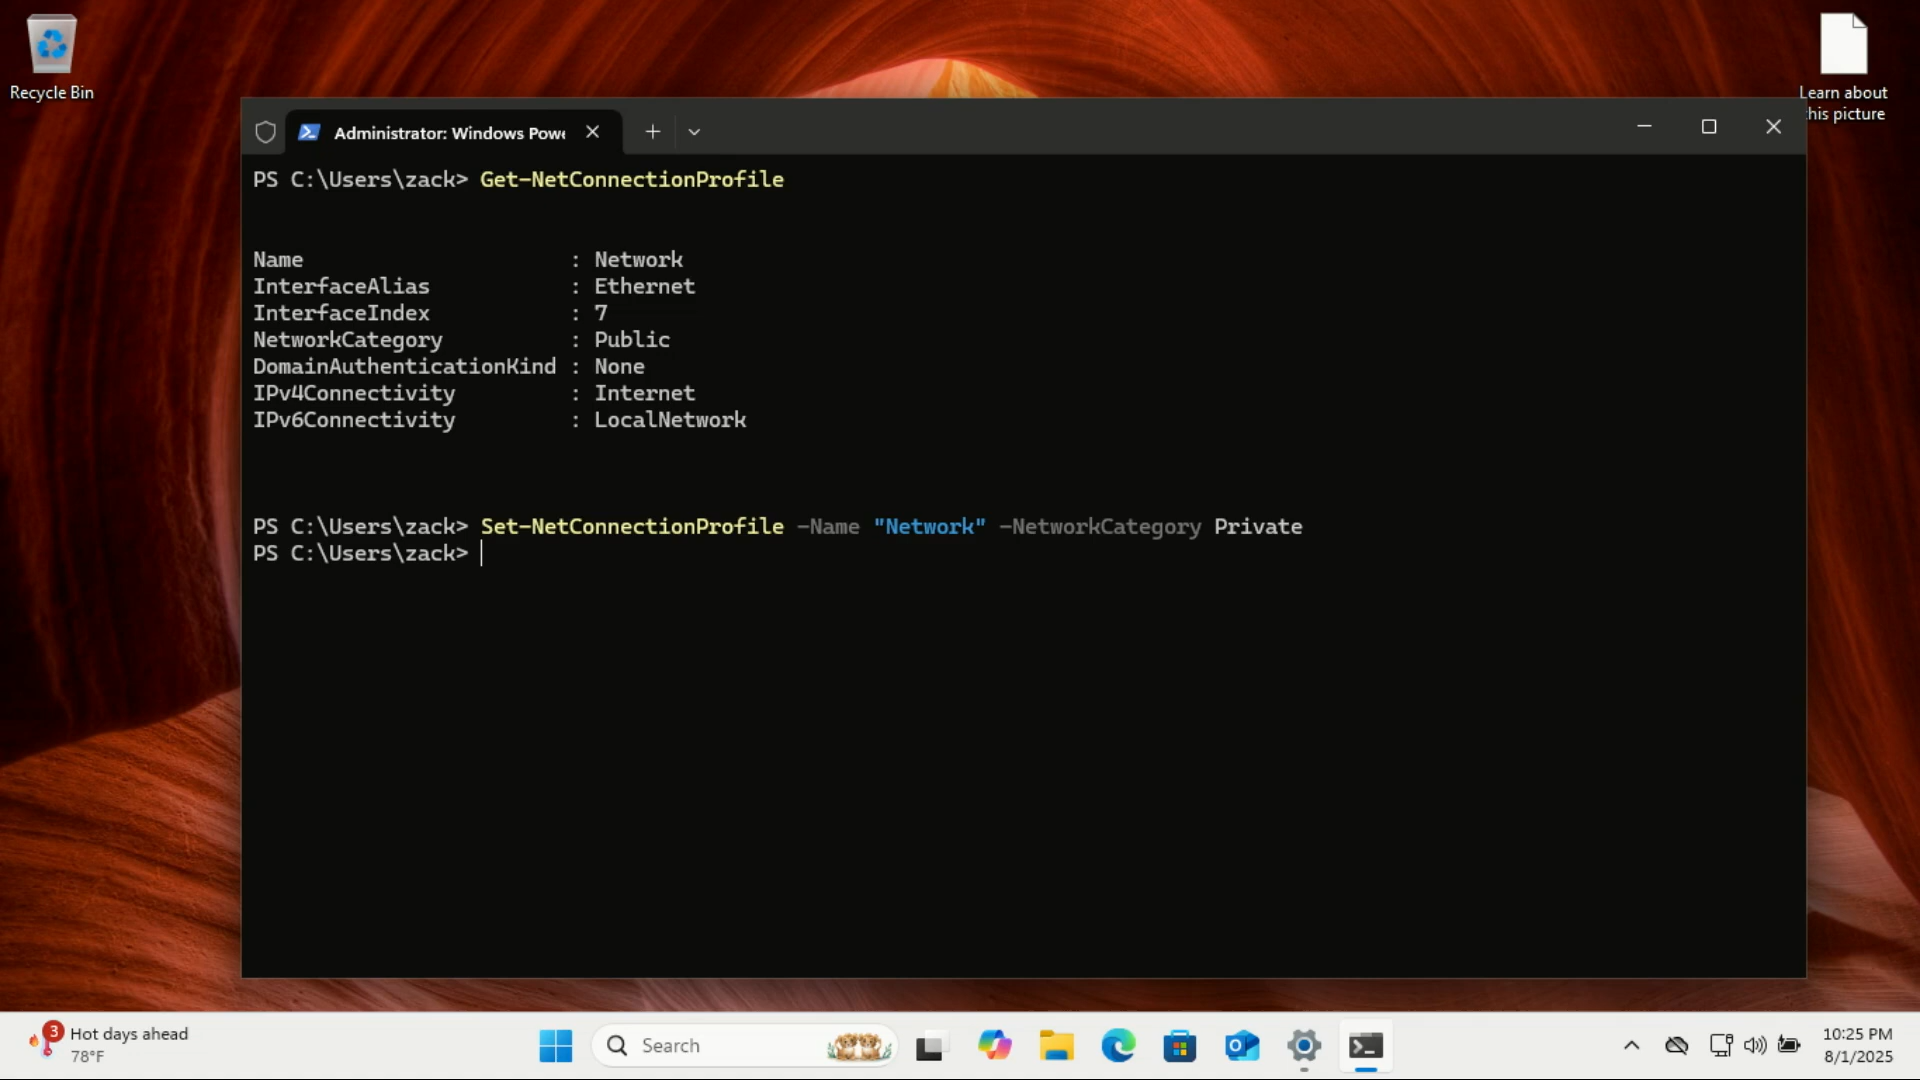 Recycle Bin
Learn about
this picture
Administrator: Windows Powe
PS C:\Users\zack> Get-NetConnectionProfile
Name : Network
InterfaceAlias : Ethernet
InterfaceIndex : 7
NetworkCategory : Public
DomainAuthenticationKind : None
IPv4Connectivity : Internet
IPv6Connectivity : LocalNetwork
PS C:\Users\zack> Set-NetConnectionProfile -Name "Network" -NetworkCategory Private
PS C:\Users\zack>
3
Hot days ahead
78°F
Search
10:25 PM
8/1/2025